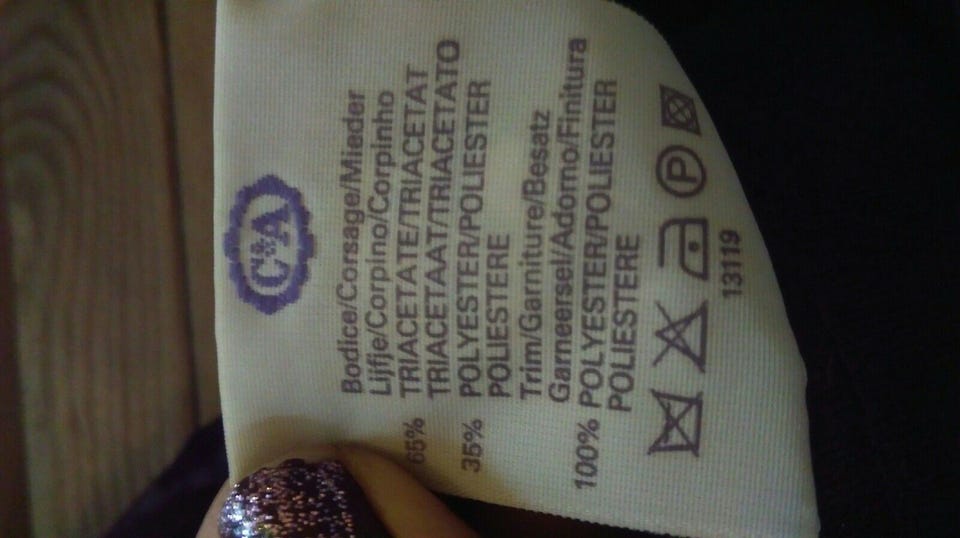 C&A
Bodice/Corsage/Mieder
Lijfje/Corpino/Corpinho
65% TRIACETATE/TRIACETAT
TRIACETAAT/TRIACETATO
35% POLYESTER/POLIESTER
POLIESTERE
Trim/Garniture/Besatz
Garneersel/Adorno/Finitura
100% POLYESTER/POLIESTER
POLIESTERE
P
13119